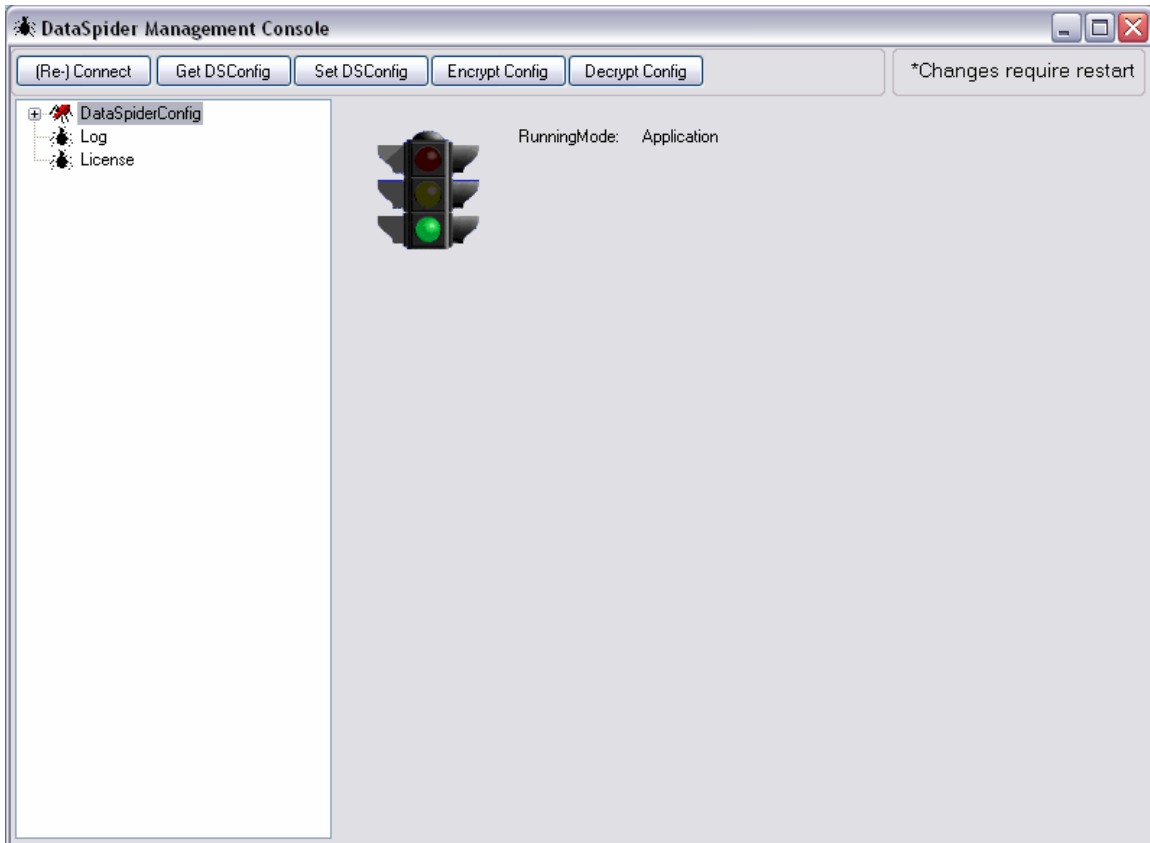 DataSpider Management Console
(Re-) Connect
Get DSConfig
Set DSConfig
Encrypt Config
Decrypt Config
*Changes require restart
DataSpiderConfig
Log
License
RunningMode: Application